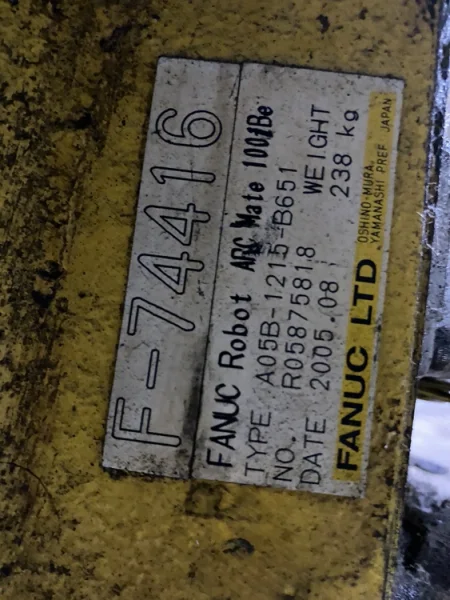 F-74416
FANUC Robot ARC Mate 100iBe
TYPE A05B-1215-B651
NO. R05875818 WEIGHT
DATE 2005.08 238 kg
FANUC LTD OSHINO-MURA,
YAMANASHI PREF JAPAN